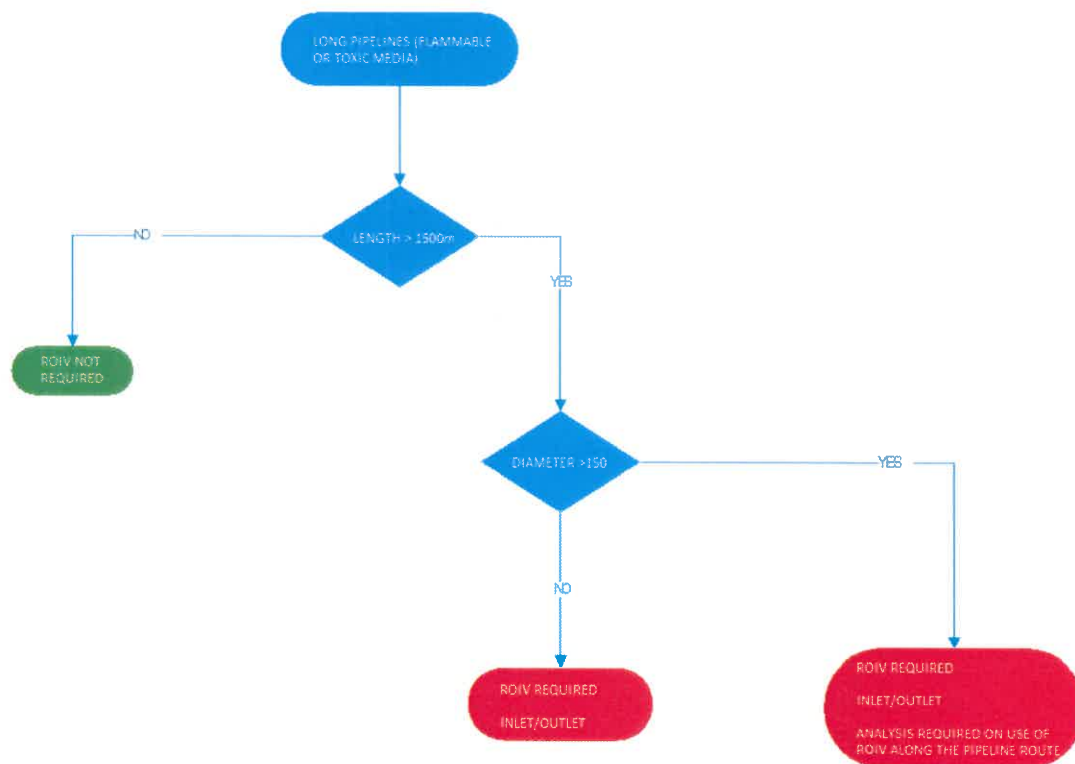 LONG PIPELINES (FLAMMABLE
OR TOXIC MEDIA)
NO
LENGTH > 1500m
YES
ROIV NOT
REQUIRED
DIAMETER >150
YES
NO
ROIV REQUIRED
INLET/OUTLET
ROIV REQUIRED
INLET/OUTLET
ANALYSIS REQUIRED ON USE OF
ROIV ALONG THE PIPELINE ROUTE